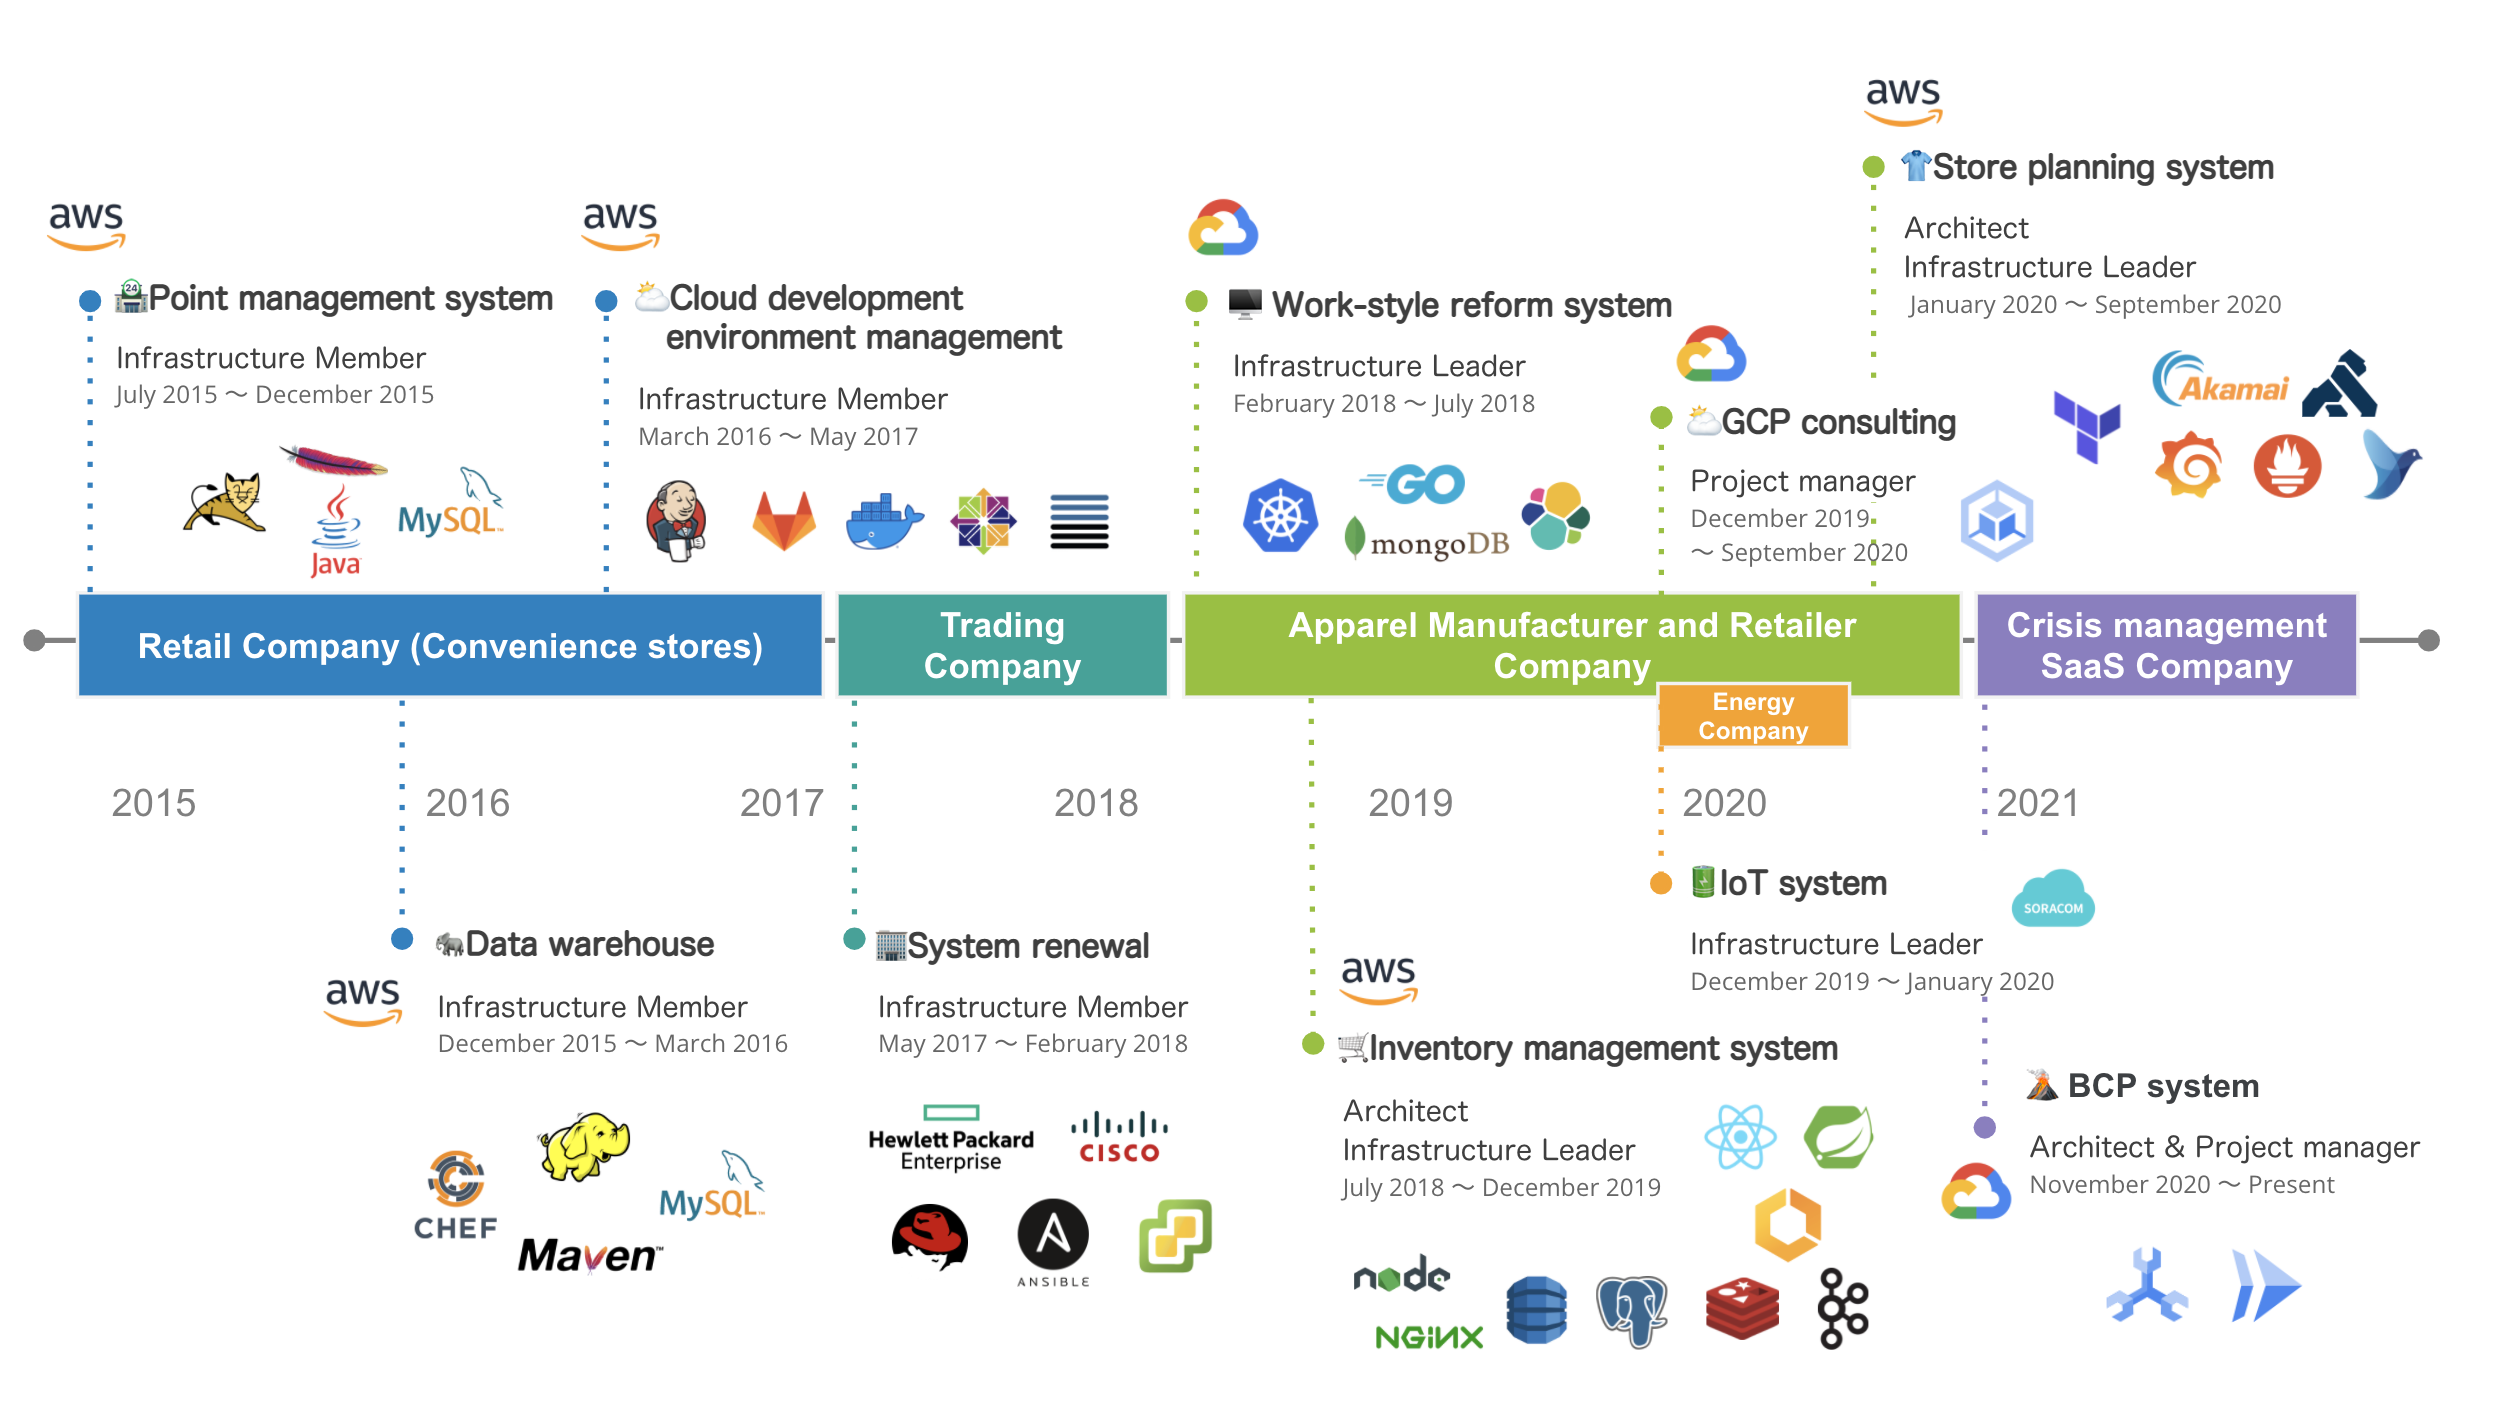 aws
Store planning system
Architect
Infrastructure Leader
January 2020 ～ September 2020
Akamai
aws
24
Point management system
Infrastructure Member
July 2015 ～ December 2015
Java
MySQL™
aws
Cloud development
environment management
Infrastructure Member
March 2016 ～ May 2017
Work-style reform system
Infrastructure Leader
February 2018 ～ July 2018
GO
mongoDB
GCP consulting
Project manager
December 2019
～ September 2020
Retail Company (Convenience stores)
Trading
Company
Apparel Manufacturer and Retailer
Company
Energy
Company
Crisis management
SaaS Company
2015
2016
2017
2018
2019
2020
2021
Data warehouse
aws
Infrastructure Member
December 2015 ～ March 2016
CHEF
Maven™
MySQL™
System renewal
Infrastructure Member
May 2017 ～ February 2018
Hewlett Packard
Enterprise
CISCO
A
ANSIBLE
aws
Inventory management system
Architect
Infrastructure Leader
July 2018 ～ December 2019
node
NGiNX
IoT system
SORACOM
Infrastructure Leader
December 2019 ～ January 2020
BCP system
Architect & Project manager
November 2020 ～ Present